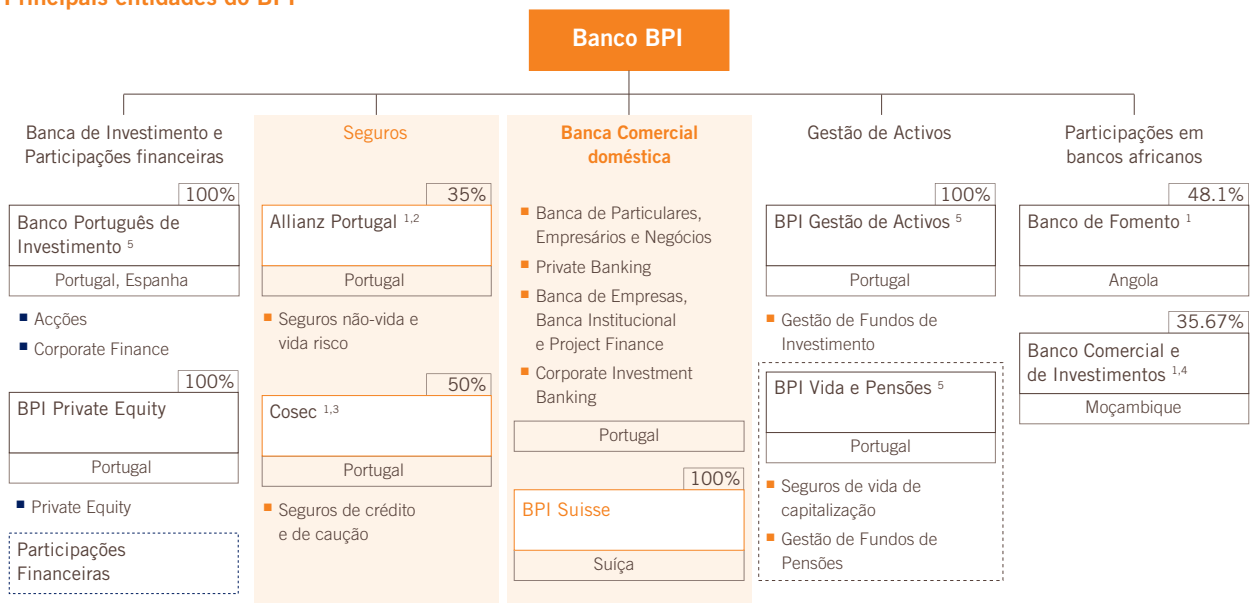 Principais entidades do BPI
Banco BPI
Banca de Investimento e
Participações financeiras
100%
Banco Português de
Investimento 5
Portugal, Espanha
Acções
Corporate Finance
100%
BPI Private Equity
Portugal
Private Equity
Participações
Financeiras
Seguros
35%
Allianz Portugal 1,2
Portugal
Seguros não-vida e
vida risco
50%
Cosec 1,3
Portugal
Seguros de crédito
e de caução
Banca Comercial
doméstica
Banca de Particulares,
Empresários e Negócios
Private Banking
Banca de Empresas,
Banca Institucional
e Project Finance
Corporate Investment
Banking
Portugal
100%
BPI Suisse
Suíça
Gestão de Activos
100%
BPI Gestão de Activos 5
Portugal
Gestão de Fundos de
Investimento
BPI Vida e Pensões 5
Portugal
Seguros de vida de
capitalização
Gestão de Fundos de
Pensões
Participações em
bancos africanos
48.1%
Banco de Fomento 1
Angola
35.67%
Banco Comercial e
de Investimentos 1,4
Moçambique